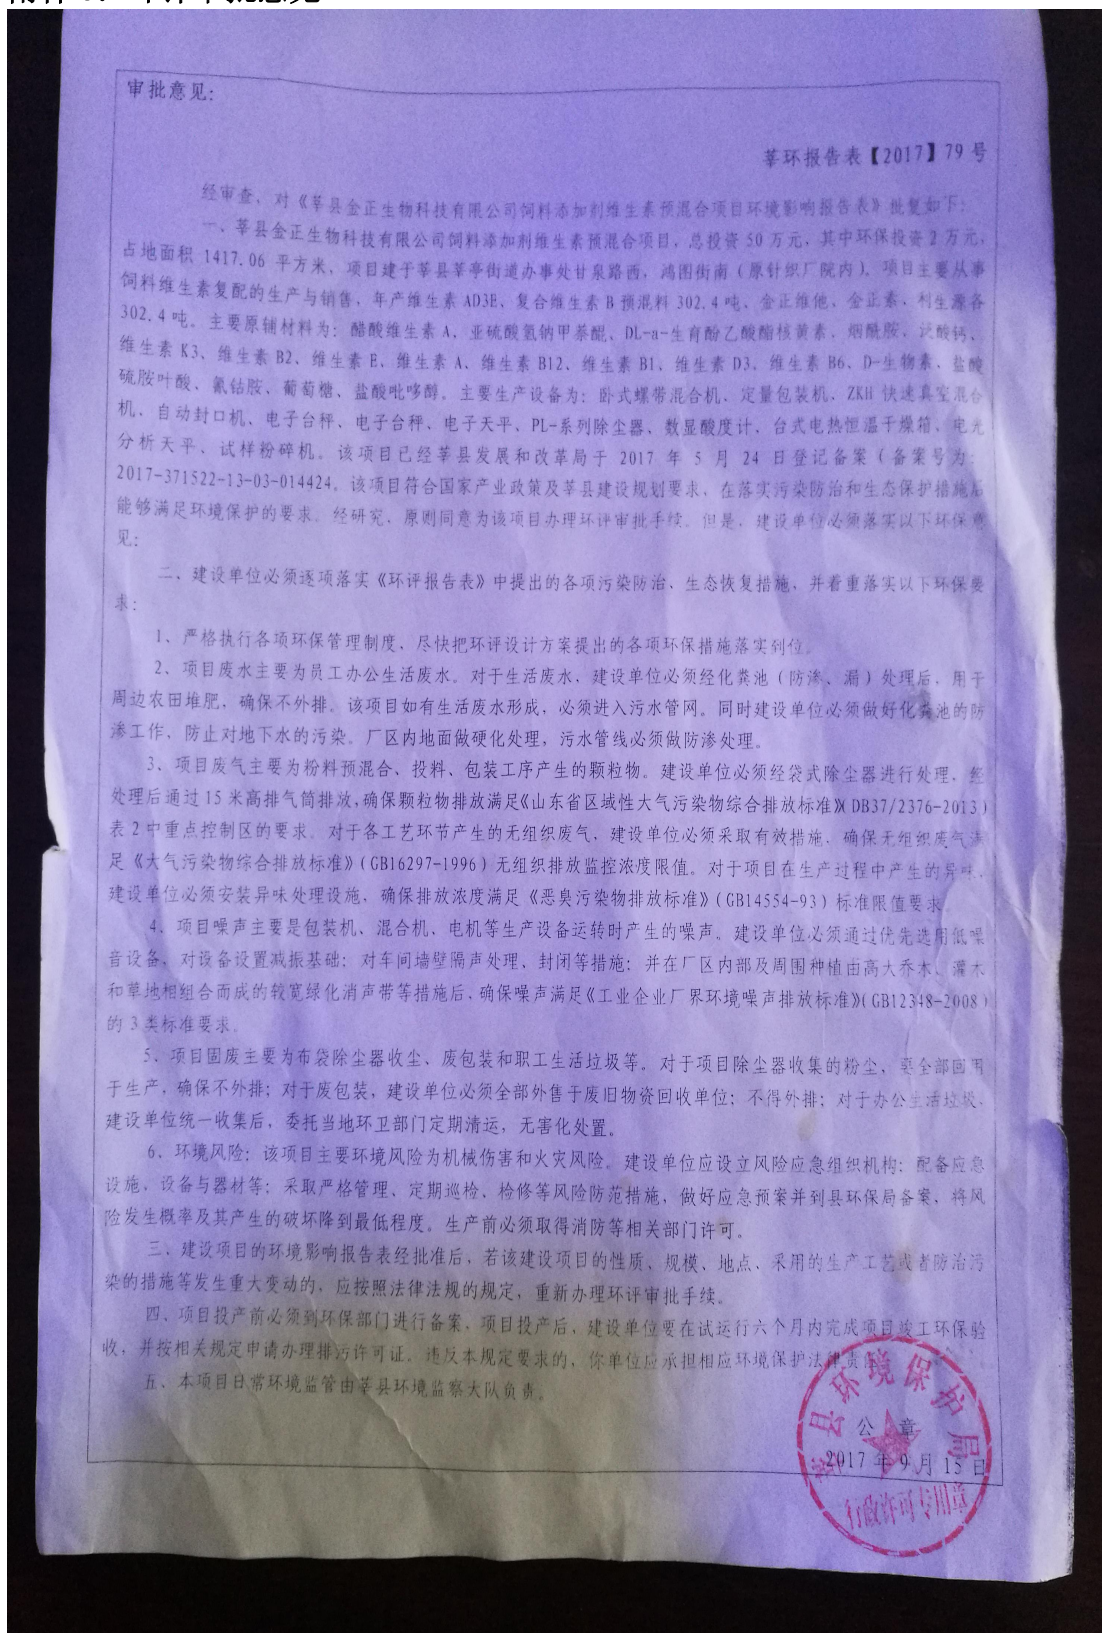 审批意见：
莘环报告表【2017】79 号
经审查，对《莘县金正生物科技有限公司饲料添加剂维生素预混合项目环境影响报告表》批复如下：
一、莘县金正生物科技有限公司饲料添加剂维生素预混合项目，总投资 50 万元，其中环保投资 2 万元，
占地面积 1417.06 平方米，项目建于莘县莘亭街道办事处甘泉路西，鸿图街南（原针织厂院内）。项目主要从事
饲料维生素复配的生产与销售，年产维生素 AD3E、复合维生素 B 预混料 302.4 吨、金正维他、金正素、利生源各
302.4 吨。主要原辅材料为：醋酸维生素 A、亚硫酸氢钠甲萘醌、DL-a-生育酚乙酸酯核黄素、烟酰胺、泛酸钙、
维生素 K3、维生素 B2、维生素 E、维生素 A、维生素 B12、维生素 B1、维生素 D3、维生素 B6、D-生物素、盐酸
硫胺叶酸、氰钴胺、葡萄糖、盐酸吡哆醇。主要生产设备为：卧式螺带混合机、定量包装机、ZKH 快速真空混合
机、自动封口机、电子台秤、电子台秤、电子天平、PL-系列除尘器、数显酸度计、台式电热恒温干燥箱、电光
分析天平、试样粉碎机。该项目已经莘县发展和改革局于 2017 年 5 月 24 日登记备案（备案号为：
2017-371522-13-03-014424。该项目符合国家产业政策及莘县建设规划要求，在落实污染防治和生态保护措施后
能够满足环境保护的要求。经研究，原则同意为该项目办理环评审批手续。但是，建设单位必须落实以下环保意
见：
二、建设单位必须逐项落实《环评报告表》中提出的各项污染防治、生态恢复措施，并着重落实以下环保要
求：
1、严格执行各项环保管理制度，尽快把环评设计方案提出的各项环保措施落实到位。
2、项目废水主要为员工办公生活废水。对于生活废水，建设单位必须经化粪池（防渗、漏）处理后，用于
周边农田堆肥，确保不外排。该项目如有生活废水形成，必须进入污水管网。同时建设单位必须做好化粪池的防
渗工作，防止对地下水的污染。厂区内地面做硬化处理，污水管线必须做防渗处理。
3、项目废气主要为粉料预混合、投料、包装工序产生的颗粒物。建设单位必须经袋式除尘器进行处理，经
处理后通过 15 米高排气筒排放，确保颗粒物排放满足《山东省区域性大气污染物综合排放标准》（DB37/2376-2013）
表 2 中重点控制区的要求。对于各工艺环节产生的无组织废气，建设单位必须采取有效措施，确保无组织废气满
足《大气污染物综合排放标准》（GB16297-1996）无组织排放监控浓度限值。对于项目在生产过程中产生的异味，
建设单位必须安装异味处理设施，确保排放浓度满足《恶臭污染物排放标准》（GB14554-93）标准限值要求。
4、项目噪声主要是包装机、混合机、电机等生产设备运转时产生的噪声。建设单位必须通过优先选用低噪
音设备，对设备设置减振基础；对车间墙壁隔声处理、封闭等措施；并在厂区内部及周围种植由高大乔木、灌木
和草地相组合而成的较宽绿化消声带等措施后，确保噪声满足《工业企业厂界环境噪声排放标准》（GB12348-2008）
的 3 类标准要求。
5、项目固废主要为布袋除尘器收尘、废包装和职工生活垃圾等。对于项目除尘器收集的粉尘，要全部回用
于生产，确保不外排；对于废包装，建设单位必须全部外售于废旧物资回收单位；不得外排；对于办公生活垃圾，
建设单位统一收集后，委托当地环卫部门定期清运，无害化处置。
6、环境风险：该项目主要环境风险为机械伤害和火灾风险。建设单位应设立风险应急组织机构；配备应急
设施、设备与器材等；采取严格管理、定期巡检、检修等风险防范措施，做好应急预案并到县环保局备案，将风
险发生概率及其产生的破坏降到最低程度。生产前必须取得消防等相关部门许可。
三、建设项目的环境影响报告表经批准后，若该建设项目的性质、规模、地点、采用的生产工艺或者防治污
染的措施等发生重大变动的，应按照法律法规的规定，重新办理环评审批手续。
四、项目投产前必须到环保部门进行备案，项目投产后，建设单位要在试运行六个月内完成项目竣工环保验
收，并按相关规定申请办理排污许可证。违反本规定要求的，你单位应承担相应环境保护法律责任。
五、本项目日常环境监管由莘县环境监察大队负责。
公 章
2017 年 9 月 15 日
莘县环境保护局
行政许可专用章